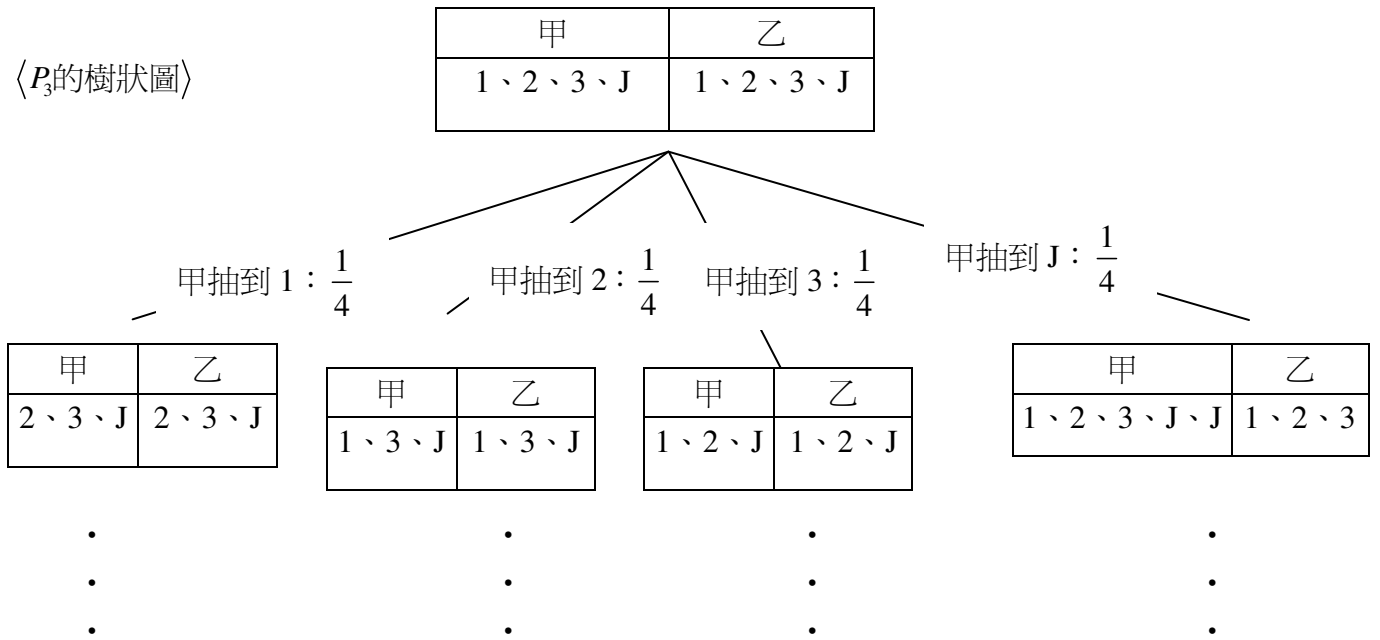 甲 乙
〈P₃的樹狀圖〉
1、2、3、J 1、2、3、J
甲抽到 1：1/4 甲抽到 2：1/4 甲抽到 3：1/4 甲抽到 J：1/4
甲 乙 甲 乙 甲 乙 甲 乙
2、3、J 2、3、J 1、3、J 1、3、J 1、2、J 1、2、J 1、2、3、J、J 1、2、3